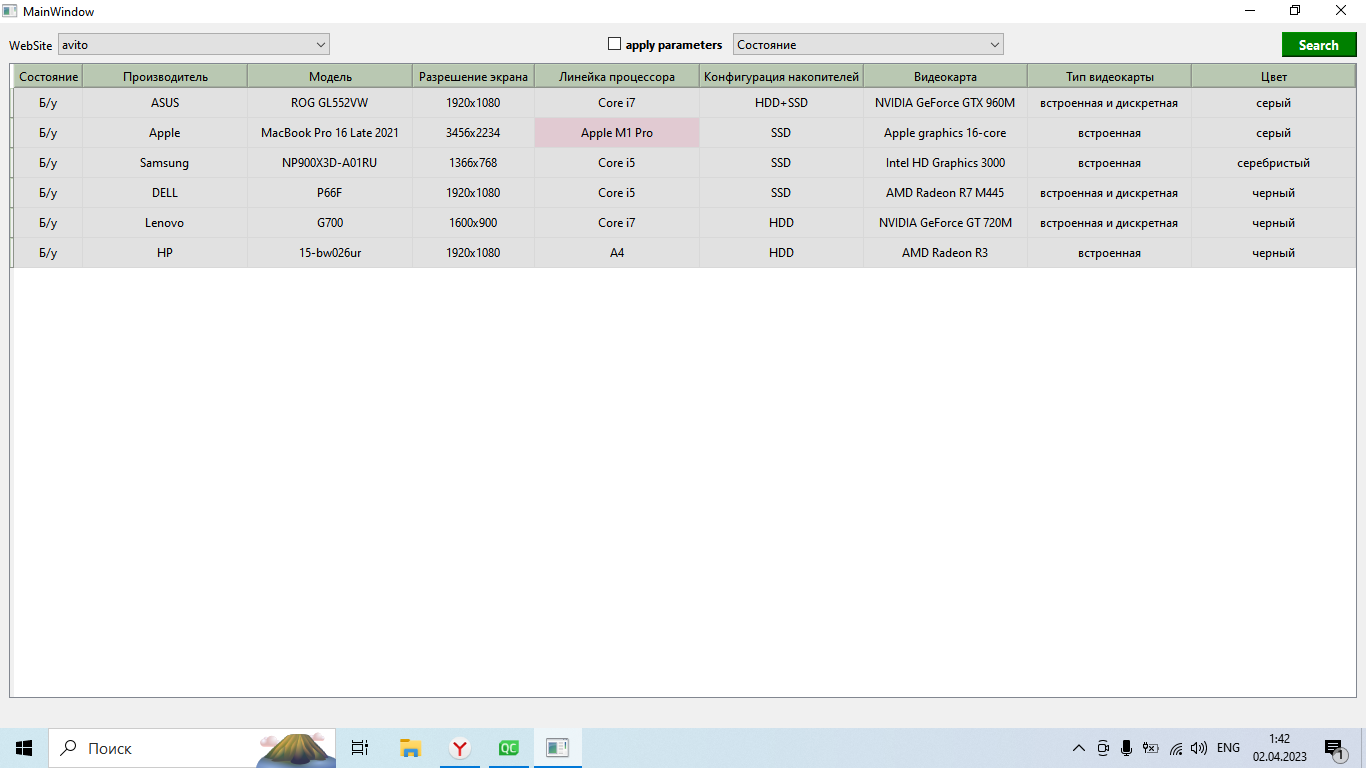 MainWindow
WebSite avito apply parameters Состояние Search
Состояние Производитель Модель Разрешение экрана Линейка процессора Конфигурация накопителей Видеокарта Тип видеокарты Цвет
Б/у ASUS ROG GL552VW 1920x1080 Core i7 HDD+SSD NVIDIA GeForce GTX 960M встроенная и дискретная серый
Б/у Apple MacBook Pro 16 Late 2021 3456x2234 Apple M1 Pro SSD Apple graphics 16-core встроенная серый
Б/у Samsung NP900X3D-A01RU 1366x768 Core i5 SSD Intel HD Graphics 3000 встроенная серебристый
Б/у DELL P66F 1920x1080 Core i5 SSD AMD Radeon R7 M445 встроенная и дискретная черный
Б/у Lenovo G700 1600x900 Core i7 HDD NVIDIA GeForce GT 720M встроенная и дискретная черный
Б/у HP 15-bw026ur 1920x1080 A4 HDD AMD Radeon R3 встроенная черный
Поиск Y QC ENG 1:42
02.04.2023 1